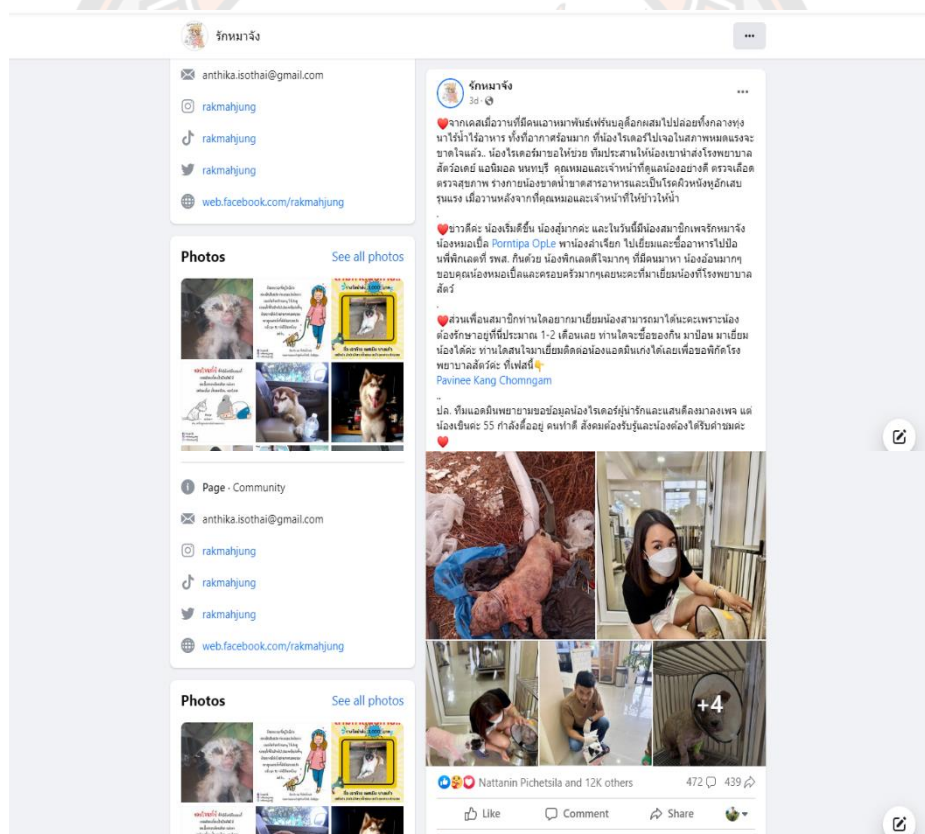 รักหมาจัง
anthika.isothai@gmail.com
rakmahjung
rakmahjung
rakmahjung
web.facebook.com/rakmahjung
Photos
See all photos
Page · Community
anthika.isothai@gmail.com
rakmahjung
rakmahjung
rakmahjung
web.facebook.com/rakmahjung
Photos
See all photos
รักหมาจัง
3d
จากเคสเมื่อวานที่มีคนเอาหมาพันธ์เฟรันบลูด็อกผสมไปปล่อยทิ้งกลางทุ่ง
นาไร้น้ำไร้อาหาร ทั้งที่อากาศร้อนมาก ที่น้องไรเดอร์ไปเจอในสภาพหมดแรงจะ
ขาดใจแล้ว.. น้องไรเดอร์มาขอให้ช่วย ทีมประสานให้น้องเขานำส่งโรงพยาบาล
สัตว์อเดย์ แอนิมอล นนทบุรี คุณหมอและเจ้าหน้าที่ดูแลน้องอย่างดี ตรวจเลือด
ตรวจสุขภาพ ร่างกายน้องขาดน้ำขาดสารอาหารและเป็นโรคผิวหนังหูอักเสบ
รุนแรง เมื่อวานหลังจากที่คุณหมอและเจ้าหน้าที่ให้ข้าวให้น้ำ
.
ข่าวดีค่ะ น้องเริ่มดีขึ้น น้องสู้มากค่ะ และในวันนี้มีน้องสมาชิกเพจรักหมาจัง
น้องหมอเปิ้ล Porntipa OpLe พาน้องลำเจียก ไปเยี่ยมและซื้ออาหารไปป้อ
นพี่พิกเลตที่ รพส. กินด้วย น้องพิกเลตดีใจมากๆ ที่มีคนมาหา น้องอ้อนมากๆ
ขอบคุณน้องหมอเปิ้ลและครอบครัวมากๆเลยนะคะที่มาเยี่ยมน้องที่โรงพยาบาล
สัตว์
.
ส่วนเพื่อนสมาชิกท่านใดอยากมาเยี่ยมน้องสามารถมาได้นะคะเพราะน้อง
ต้องรักษาอยู่ที่นี่ประมาณ 1-2 เดือนเลย ท่านใดจะซื้อของกิน มาป้อน มาเยี่ยม
น้องได้ค่ะ ท่านใดสนใจมาเยี่ยมติดต่อน้องแอดมินเก่งได้เลยเพื่อขอพิกัดโรง
พยาบาลสัตว์ค่ะ ที่เฟสนี้
Pavinee Kang Chomngam
..
ปล. ทีมแอดมินพยายามขอข้อมูลน้องไรเดอร์ผู้น่ารักและแสนดีลงมาลงเพจ แต่
น้องเขินค่ะ 55 กำลังตื้ออยู่ คนทำดี สังคมต้องรับรู้และน้องต้องได้รับคำชมค่ะ
+4
Nattanin Pichetsila and 12K others
472
439
Like
Comment
Share